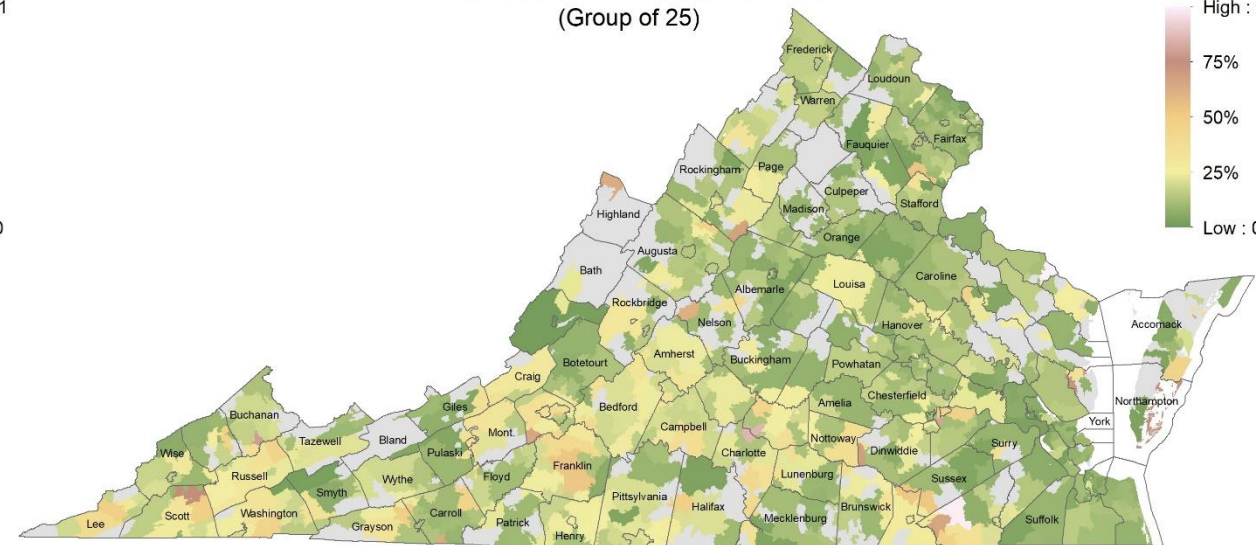 1
0
(Group of 25)
High :
75%
50%
25%
Low : 0
Frederick
Loudoun
Warren
Fauquier
Fairfax
Rockingham
Page
Culpeper
Madison
Stafford
Highland
Orange
Augusta
Bath
Caroline
Albemarle
Louisa
Rockbridge
Nelson
Hanover
Accomack
Botetourt
Amherst
Buckingham
Powhatan
Craig
Amelia
Chesterfield
Northampton
Giles
Bedford
Buchanan
York
Campbell
Mont.
Tazewell
Bland
Nottoway
Surry
Wise
Pulaski
Charlotte
Dinwiddie
Franklin
Russell
Wythe
Floyd
Lunenburg
Sussex
Smyth
Pittsylvania
Halifax
Brunswick
Scott
Washington
Carroll
Mecklenburg
Suffolk
Lee
Grayson
Patrick
Henry